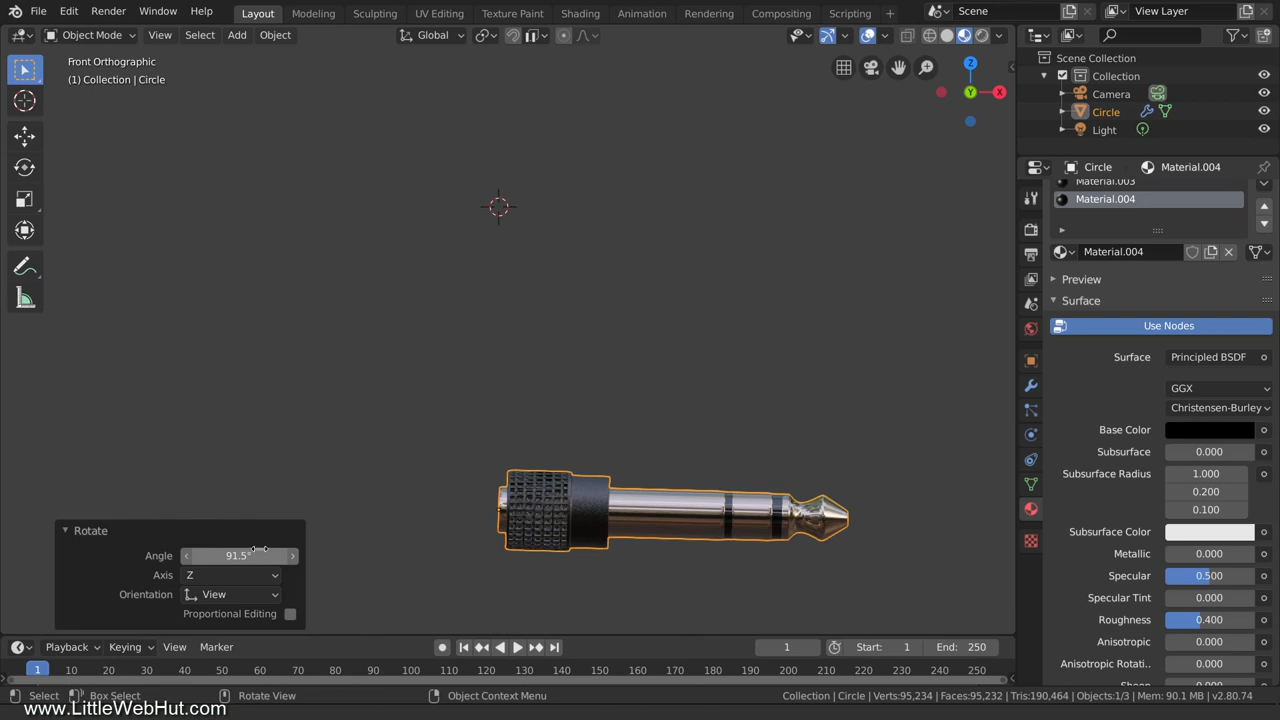 File Edit Render Window Help Layout Modeling Sculpting UV Editing Texture Paint Shading Animation Rendering Compositing Scripting + Scene View Layer
Object Mode View Select Add Object Global
Front Orthographic
(1) Collection | Circle
Z
Y
X
Scene Collection
Collection
Camera
Circle
Light
Circle Material.004
Material.003
Material.004
Material.004
Preview
Surface
Use Nodes
Surface Principled BSDF
GGX
Christensen-Burley
Base Color
Subsurface 0.000
Subsurface Radius 1.000
0.200
0.100
Subsurface Color
Metallic 0.000
Specular 0.500
Specular Tint 0.000
Roughness 0.400
Anisotropic 0.000
Anisotropic Rotati.. 0.000
Rotate
Angle 91.5°
Axis Z
Orientation View
Proportional Editing
Playback Keying View Marker 1 Start: 1 End: 250
1 10 20 30 40 50 60 70 80 90 100 110 120 130 140 150 160 170 180 190 200 210 220 230 240 250
Select Box Select Rotate View Object Context Menu Collection | Circle | Verts:95,234 | Faces:95,232 | Tris:190,464 | Objects:1/3 | Mem: 90.1 MB | v2.80.74
www.LittleWebHut.com